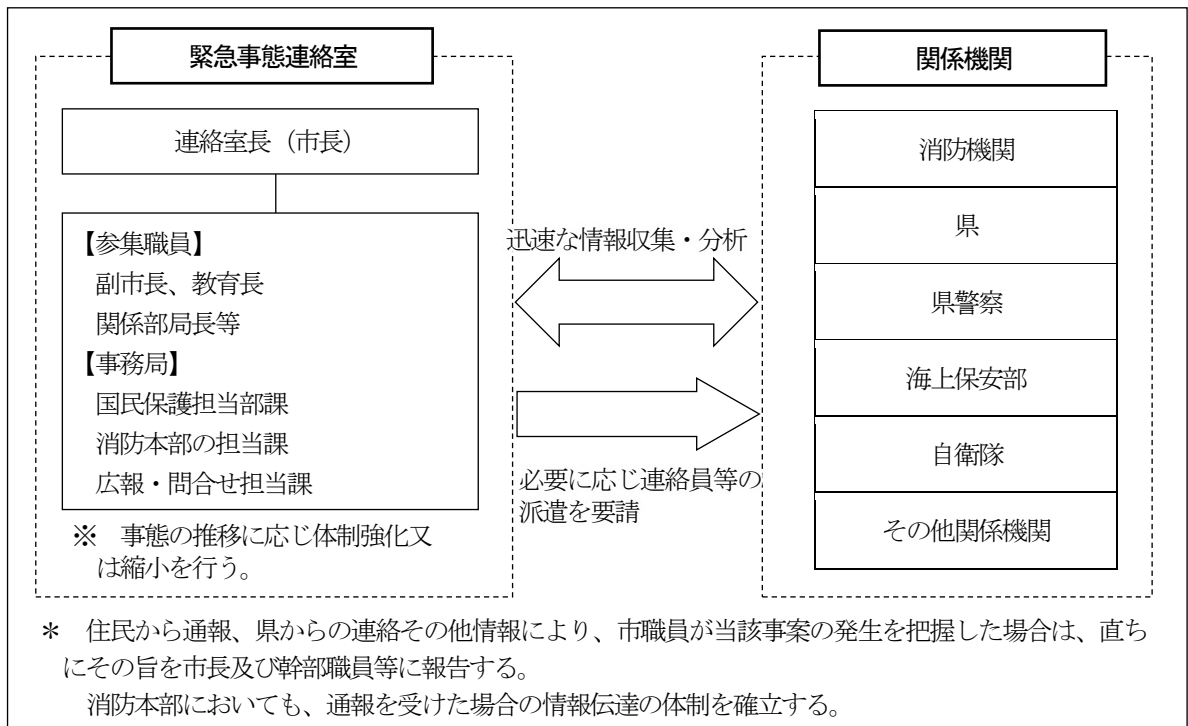 緊急事態連絡室
連絡室長（市長）
【参集職員】
副市長、教育長
関係部局長等
【事務局】
国民保護担当部課
消防本部の担当課
広報・問合せ担当課
※　事態の推移に応じ体制強化又
は縮小を行う。
迅速な情報収集・分析
必要に応じ連絡員等の
派遣を要請
関係機関
消防機関
県
県警察
海上保安部
自衛隊
その他関係機関
＊　住民から通報、県からの連絡その他情報により、市職員が当該事案の発生を把握した場合は、直ち
にその旨を市長及び幹部職員等に報告する。
消防本部においても、通報を受けた場合の情報伝達の体制を確立する。